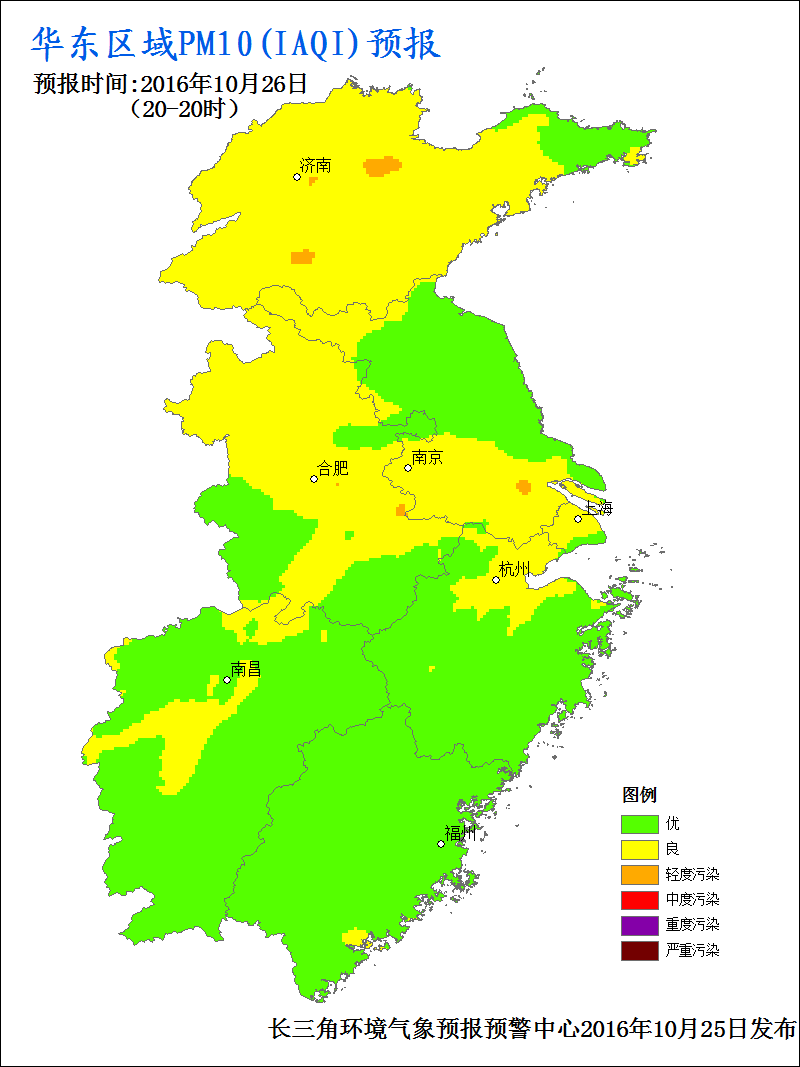 华东区域PM10(IAQI)预报
预报时间:2016年10月26日
(20-20时)
济南
南京
合肥
上海
杭州
南昌
福州
图例
优
良
轻度污染
中度污染
重度污染
严重污染
长三角环境气象预报预警中心2016年10月25日发布